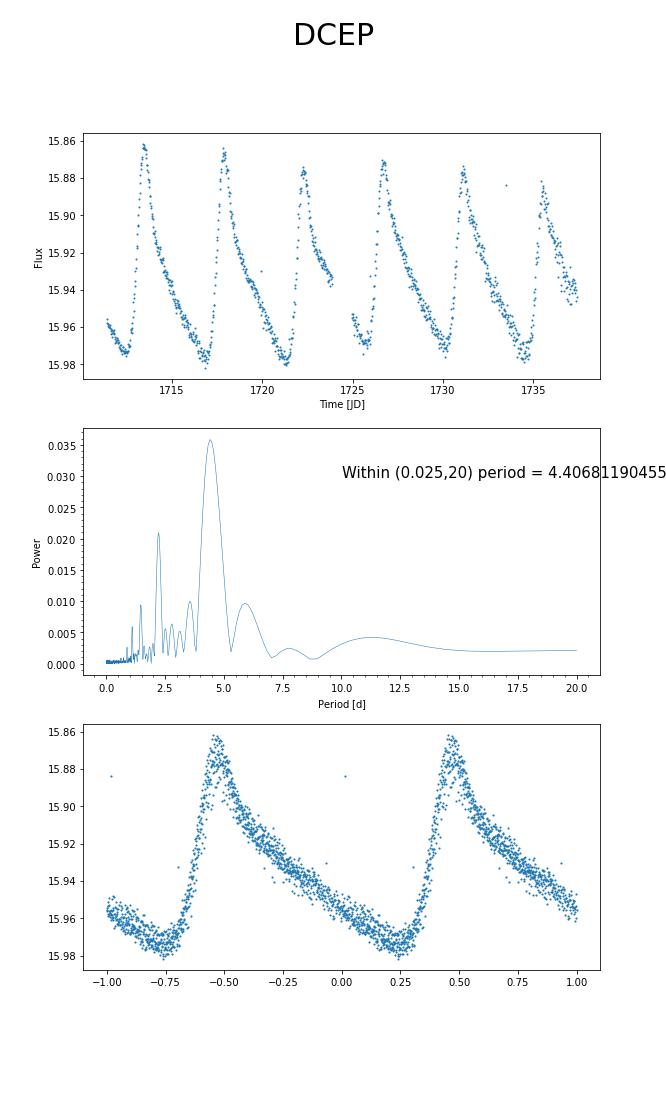 DCEP
15.86
15.88
15.90
15.92
15.94
15.96
15.98
Flux
1715 1720 1725 1730 1735
Time [JD]
0.035
0.030
0.025
0.020
0.015
0.010
0.005
0.000
Power
Within (0.025,20) period = 4.40681190455
0.0 2.5 5.0 7.5 10.0 12.5 15.0 17.5 20.0
Period [d]
15.86
15.88
15.90
15.92
15.94
15.96
15.98
−1.00 −0.75 −0.50 −0.25 0.00 0.25 0.50 0.75 1.00